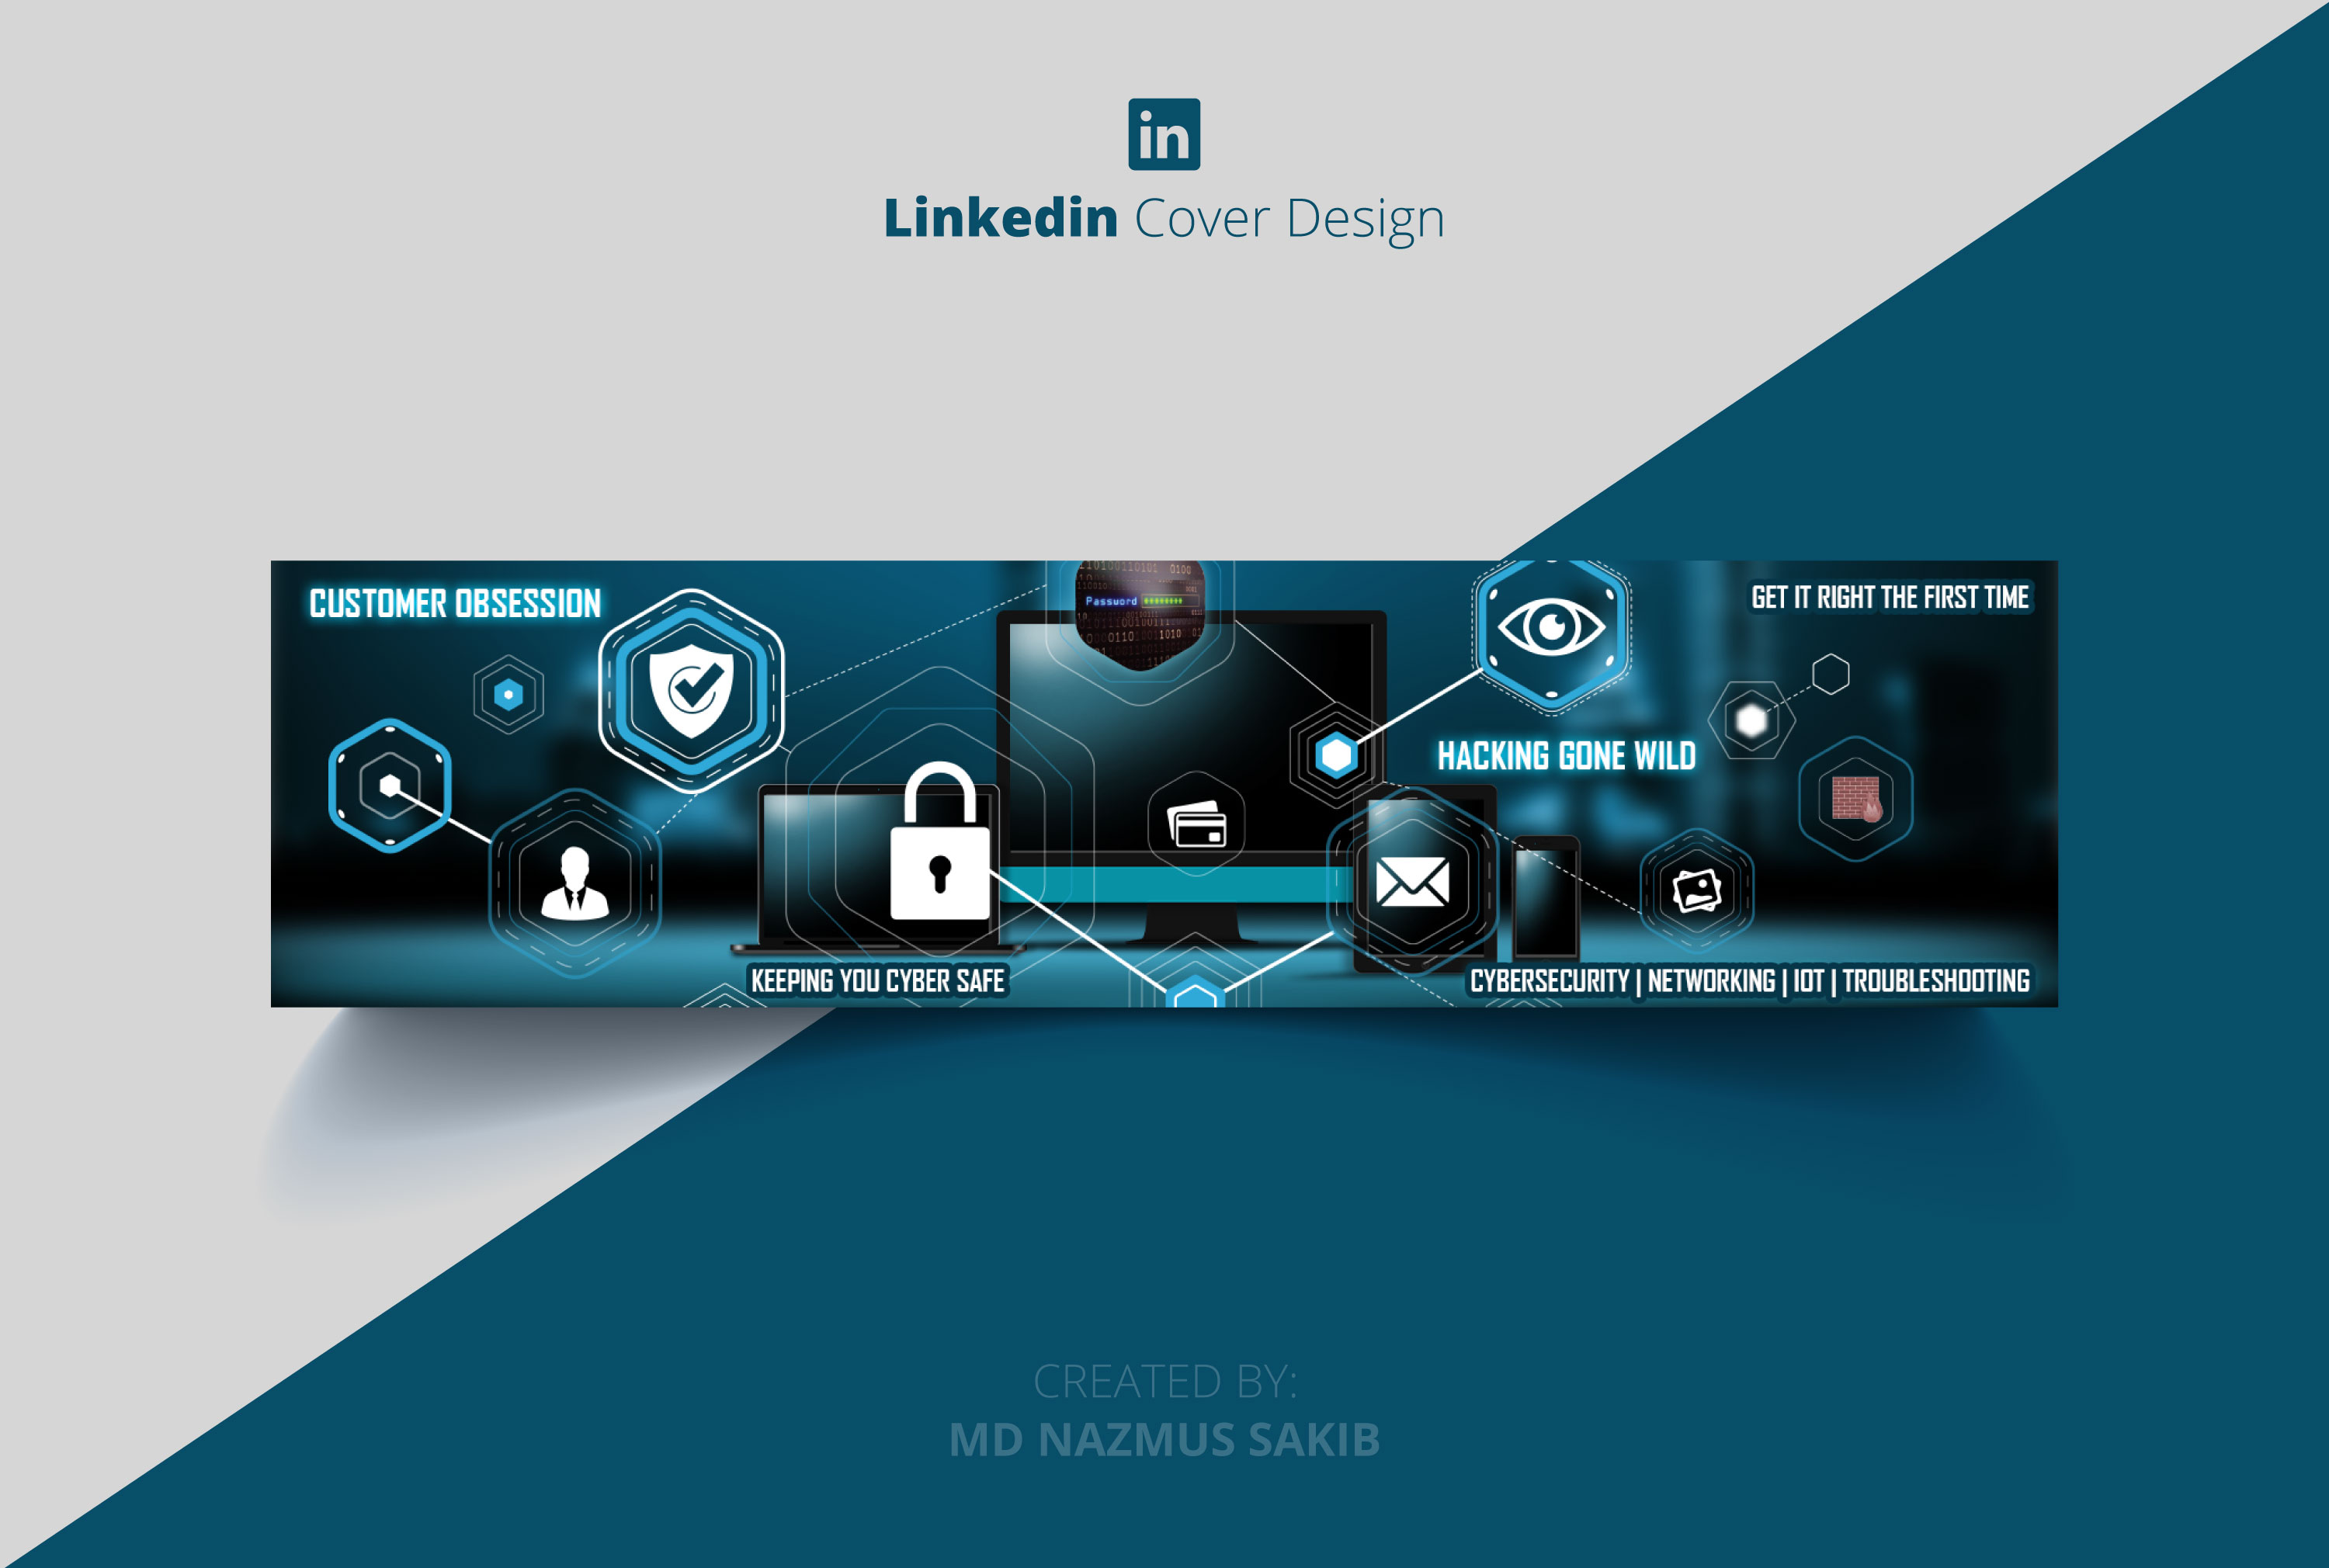 in
Linkedin Cover Design
CUSTOMER OBSESSION
GET IT RIGHT THE FIRST TIME
Password
HACKING GONE WILD
KEEPING YOU CYBER SAFE
CYBERSECURITY | NETWORKING | IOT | TROUBLESHOOTING
CREATED BY:
MD NAZMUS SAKIB